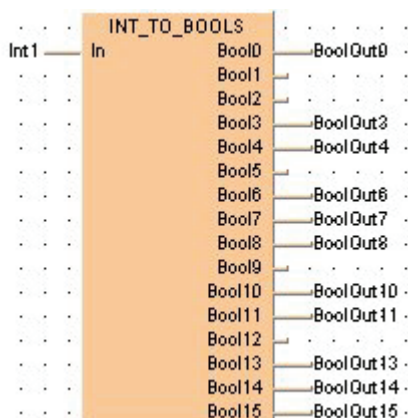 INT_TO_BOOLS
Int1 In Bool0 BoolOut0
Bool1
Bool2
Bool3 BoolOut3
Bool4 BoolOut4
Bool5
Bool6 BoolOut6
Bool7 BoolOut7
Bool8 BoolOut8
Bool9
Bool10 BoolOut10
Bool11 BoolOut11
Bool12
Bool13 BoolOut13
Bool14 BoolOut14
Bool15 BoolOut15